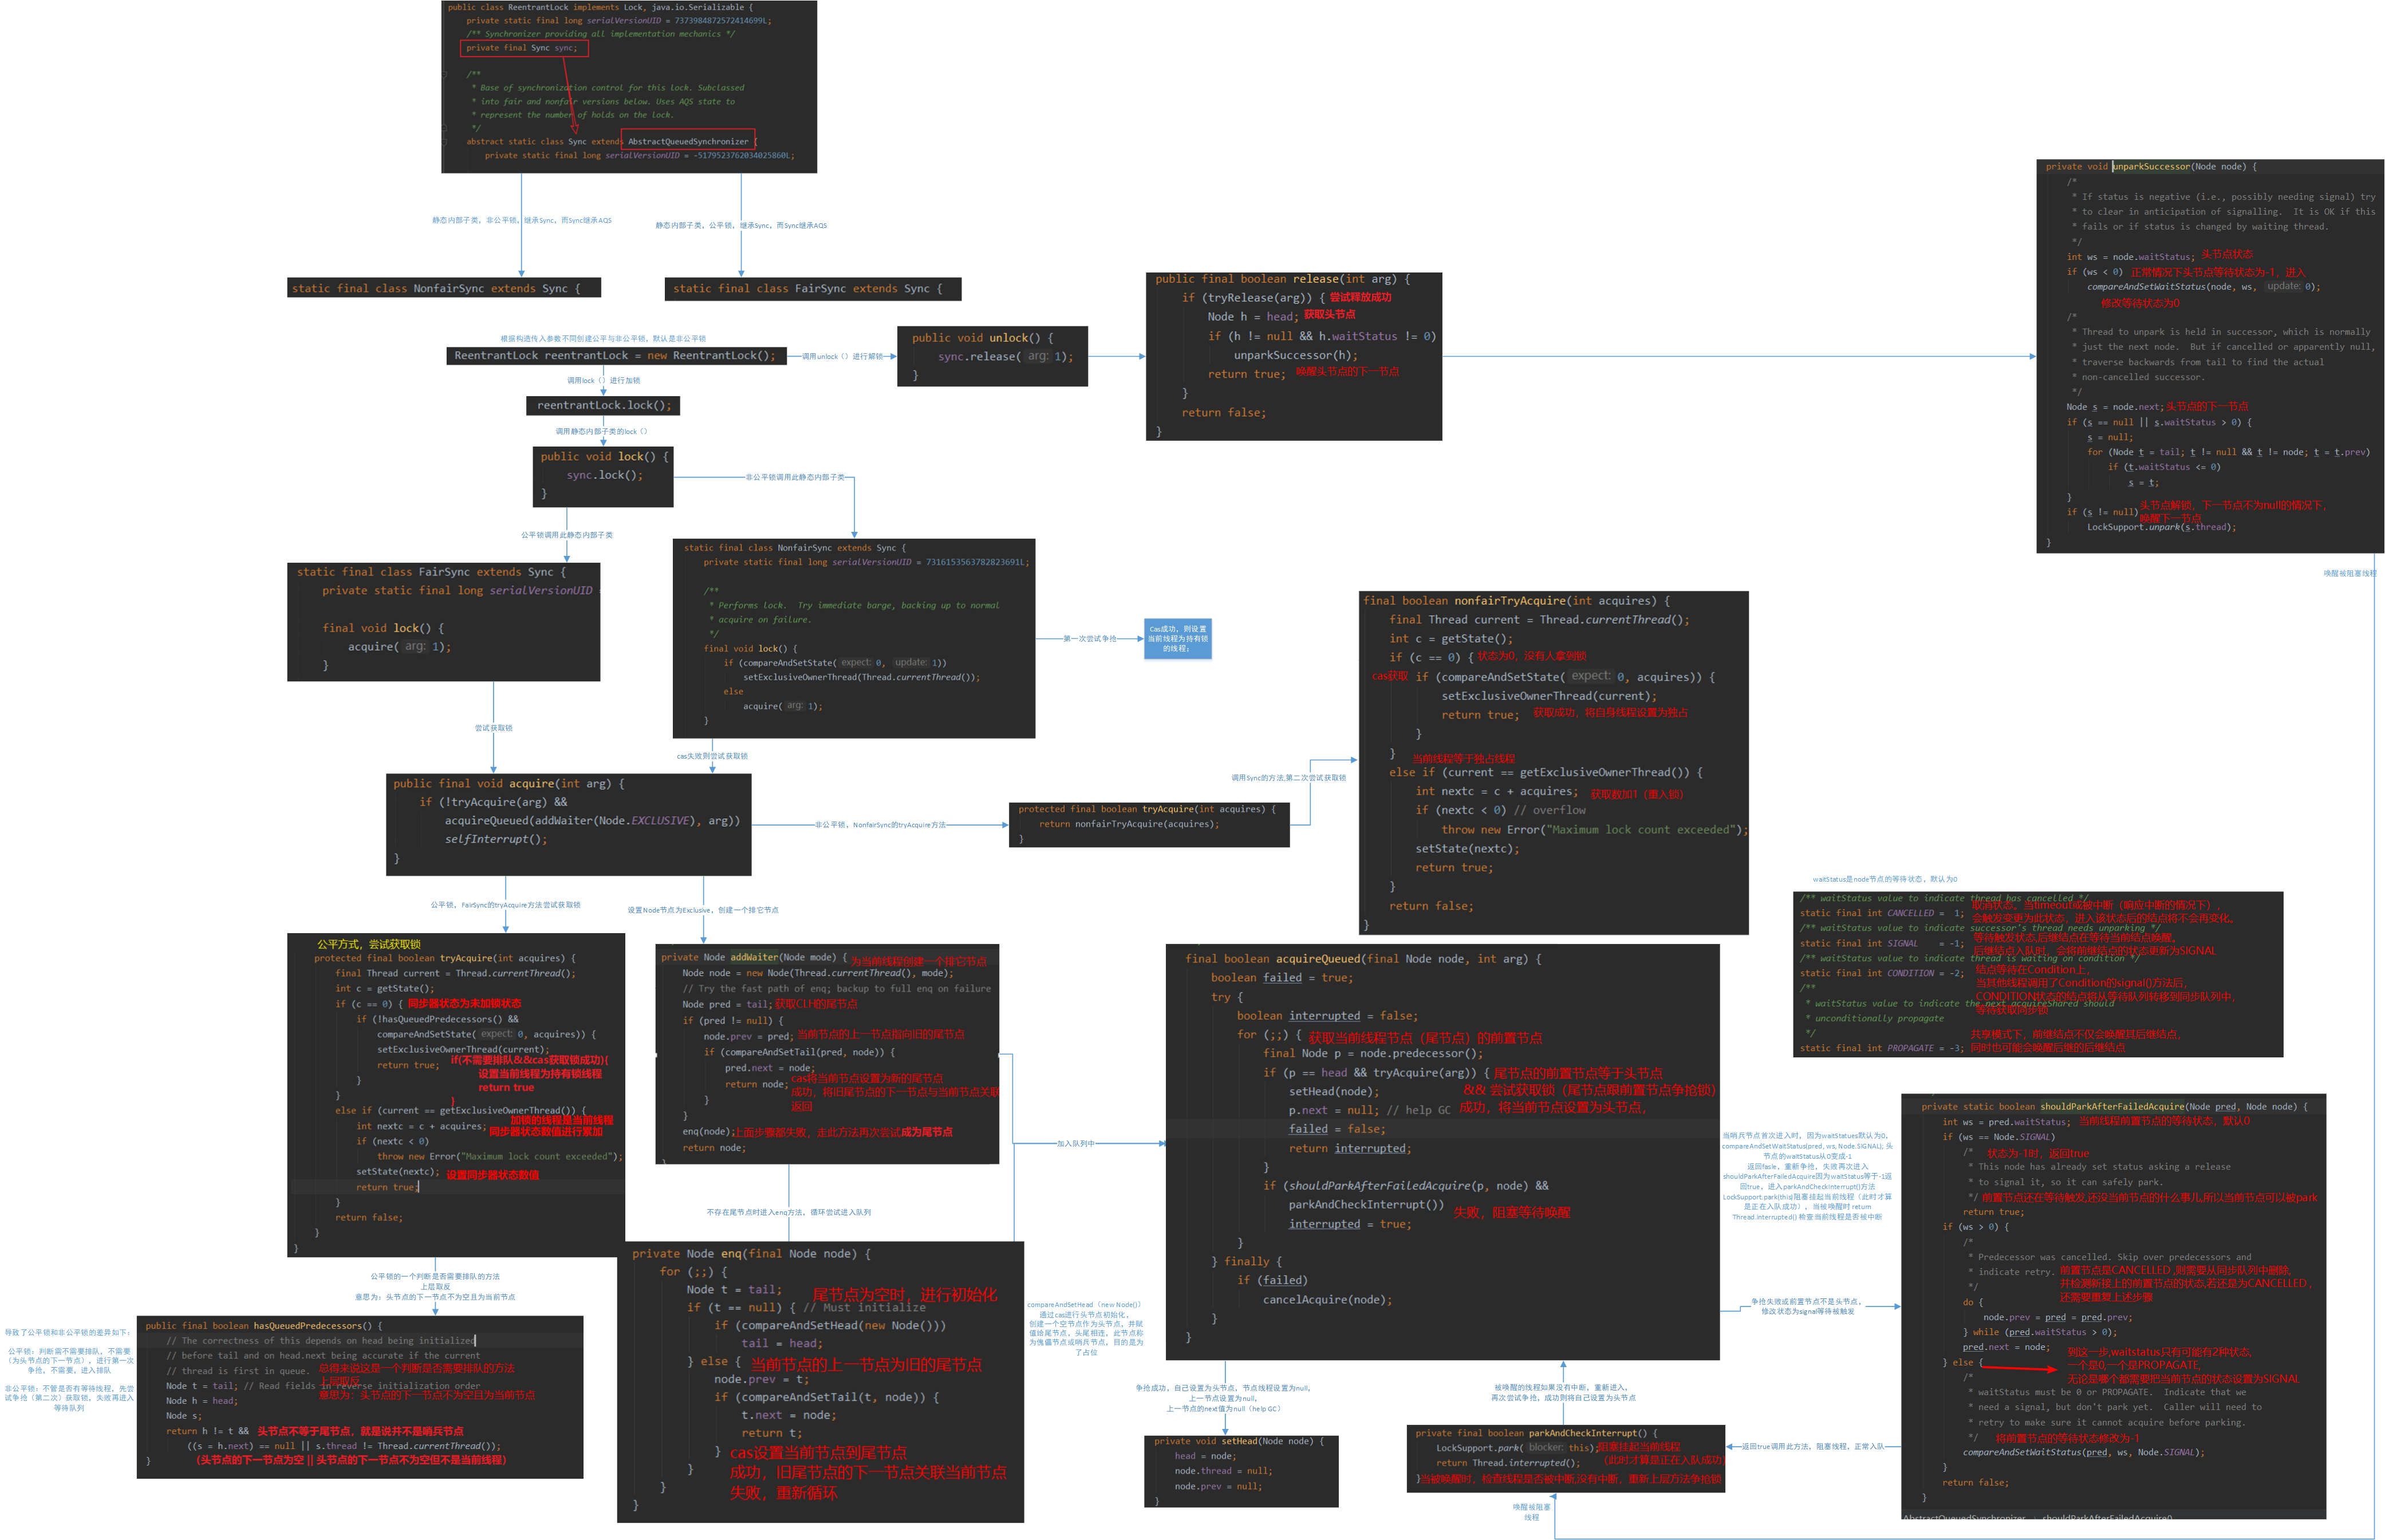 public class ReentrantLock implements Lock, java.io.Serializable {
private static final long serialVersionUID = 7373984872572414699L;
/** Synchronizer providing all implementation mechanics */
private final Sync sync;
/**
* Base of synchronization control for this lock. Subclassed
* into fair and nonfair versions below. Uses AQS state to
* represent the number of holds on the lock.
*/
abstract static class Sync extends AbstractQueuedSynchronizer {
private static final long serialVersionUID = -5179523762034025860L;
静态内部子类，非公平锁，继承Sync，而Sync继承AQS
静态内部子类，公平锁，继承Sync，而Sync继承AQS
static final class NonfairSync extends Sync {
static final class FairSync extends Sync {
根据构造传入参数不同创建公平与非公平锁，默认是非公平锁
ReentrantLock reentrantLock = new ReentrantLock();
调用unlock（）进行解锁
public void unlock() {
sync.release( arg: 1);
}
public final boolean release(int arg) {
if (tryRelease(arg)) { 尝试释放成功
Node h = head; 获取头节点
if (h != null && h.waitStatus != 0)
unparkSuccessor(h);
return true; 唤醒头节点的下一节点
}
return false;
}
private void unparkSuccessor(Node node) {
/*
* If status is negative (i.e., possibly needing signal) try
* to clear in anticipation of signalling.  It is OK if this
* fails or if status is changed by waiting thread.
*/
int ws = node.waitStatus; 头节点状态
if (ws < 0) 正常情况下头节点等待状态为-1，进入
compareAndSetWaitStatus(node, ws, update: 0);
修改等待状态为0
/*
* Thread to unpark is held in successor, which is normally
* just the next node.  But if cancelled or apparently null,
* traverse backwards from tail to find the actual
* non-cancelled successor.
*/
Node s = node.next; 头节点的下一节点
if (s == null || s.waitStatus > 0) {
s = null;
for (Node t = tail; t != null && t != node; t = t.prev)
if (t.waitStatus <= 0)
s = t;
}
头节点解锁，下一节点不为null的情况下，
if (s != null)
唤醒下一节点
LockSupport.unpark(s.thread);
}
唤醒被阻塞线程
调用lock（）进行加锁
reentrantLock.lock();
调用静态内部子类的lock（）
public void lock() {
sync.lock();
}
非公平锁调用此静态内部子类
公平锁调用此静态内部子类
static final class FairSync extends Sync {
private static final long serialVersionUID
final void lock() {
acquire( arg: 1);
}
static final class NonfairSync extends Sync {
private static final long serialVersionUID = 7316153563782823691L;
/**
* Performs lock.  Try immediate barge, backing up to normal
* acquire on failure.
*/
final void lock() {
if (compareAndSetState( expect: 0, update: 1))
setExclusiveOwnerThread(Thread.currentThread());
else
acquire( arg: 1);
}
第一次尝试争抢
Cas成功，则设置
当前线程为持有锁
的线程；
尝试获取锁
cas失败则尝试获取锁
public final void acquire(int arg) {
if (!tryAcquire(arg) &&
acquireQueued(addWaiter(Node.EXCLUSIVE), arg))
selfInterrupt();
}
非公平锁，NonfairSync的tryAcquire方法
protected final boolean tryAcquire(int acquires) {
return nonfairTryAcquire(acquires);
}
调用Sync的方法,第二次尝试获取锁
final boolean nonfairTryAcquire(int acquires) {
final Thread current = Thread.currentThread();
int c = getState();
if (c == 0) { 状态为0，没有人拿到锁
cas获取 if (compareAndSetState( expect: 0, acquires)) {
setExclusiveOwnerThread(current);
return true; 获取成功，将自身线程设置为独占
}
}
当前线程等于独占线程
else if (current == getExclusiveOwnerThread()) {
int nextc = c + acquires; 获取数加1（重入锁）
if (nextc < 0) // overflow
throw new Error("Maximum lock count exceeded");
setState(nextc);
return true;
}
return false;
}
公平锁，FairSync的tryAcquire方法尝试获取锁
设置Node节点为Exclusive，创建一个排它节点
公平方式，尝试获取锁
protected final boolean tryAcquire(int acquires) {
final Thread current = Thread.currentThread();
int c = getState();
if (c == 0) { 同步器状态为未加锁状态
if (!hasQueuedPredecessors() &&
compareAndSetState( expect: 0, acquires)) {
setExclusiveOwnerThread(current);
if(不需要排队&&cas获取锁成功){
return true;
设置当前线程为持有锁线程
return true
}
}
}
else if (current == getExclusiveOwnerThread()) {
加锁的线程是当前线程
int nextc = c + acquires; 同步器状态数值进行累加
if (nextc < 0)
throw new Error("Maximum lock count exceeded");
setState(nextc); 设置同步器状态数值
return true;
}
return false;
}
}
公平锁的一个判断是否需要排队的方法
上层取反
意思为：头节点的下一节点不为空且为当前节点
导致了公平锁和非公平锁的差异如下：
公平锁：判断需不需要排队，不需要
（为头节点的下一节点），进行第一次
争抢，不需要，进入排队
非公平锁：不管是否有等待线程，先尝
试争抢（第二次）获取锁，失败再进入
等待队列
public final boolean hasQueuedPredecessors() {
// The correctness of this depends on head being initialized
// before tail and on head.next being accurate if the current
// thread is first in queue. 总得来说这是一个判断是否需要排队的方法
上层取反
Node t = tail; // Read fields in reverse initialization order
意思为：头节点的下一节点不为空且为当前节点
Node h = head;
Node s;
return h != t && 头节点不等于尾节点，就是说并不是哨兵节点
((s = h.next) == null || s.thread != Thread.currentThread());
}
（头节点的下一节点为空 || 头节点的下一节点不为空但不是当前线程）
private Node addWaiter(Node mode) { 为当前线程创建一个排它节点
Node node = new Node(Thread.currentThread(), mode);
// Try the fast path of enq; backup to full enq on failure
Node pred = tail; 获取CLH的尾节点
if (pred != null) {
node.prev = pred; 当前节点的上一节点指向旧的尾节点
if (compareAndSetTail(pred, node)) {
pred.next = node;
return node; cas将当前节点设置为新的尾节点
成功，将旧尾节点的下一节点与当前节点关联
返回
}
}
enq(node); 上面步骤都失败，走此方法再次尝试成为尾节点
return node;
不存在尾节点时进入enq方法，循环尝试进入队列
private Node enq(final Node node) {
for (;;) {
Node t = tail;
尾节点为空时，进行初始化
if (t == null) { // Must initialize
if (compareAndSetHead(new Node()))
tail = head;
} else { 当前节点的上一节点为旧的尾节点
node.prev = t;
if (compareAndSetTail(t, node)) {
t.next = node;
return t;
} cas设置当前节点到尾节点
成功，旧尾节点的下一节点关联当前节点
}
失败，重新循环
}
}
compareAndSetHead（new Node()）
通过cas进行头节点初始化，
创建一个空节点作为头节点，并赋
值给尾节点，头尾相连，此节点称
为傀儡节点或哨兵节点，目的是为
了占位
加入队列中
final boolean acquireQueued(final Node node, int arg) {
boolean failed = true;
try {
boolean interrupted = false;
for (;;) { 获取当前线程节点（尾节点）的前置节点
final Node p = node.predecessor();
if (p == head && tryAcquire(arg)) { 尾节点的前置节点等于头节点
setHead(node); && 尝试获取锁（尾节点跟前置节点争抢锁）
p.next = null; // help GC 成功，将当前节点设置为头节点，
failed = false;
return interrupted;
}
if (shouldParkAfterFailedAcquire(p, node) &&
parkAndCheckInterrupt()) 失败，阻塞等待唤醒
interrupted = true;
}
} finally {
if (failed)
cancelAcquire(node);
}
}
争抢成功，自己设置为头节点，节点线程设置为null，
上一节点设置为null，
上一节点的next值为null（help GC）
private void setHead(Node node) {
head = node;
node.thread = null;
node.prev = null;
}
被唤醒的线程如果没有中断，重新进入，
再次尝试争抢，成功则将自己设置为头节点
private final boolean parkAndCheckInterrupt() {
LockSupport.park( blocker: this); 阻塞挂起当前线程
return Thread.interrupted(); （此时才算是正在入队成功）
}当被唤醒时，检查线程是否被中断,没有中断，重新上层方法争抢锁
唤醒被阻塞
线程
返回true调用此方法，阻塞线程，正常入队
当哨兵节点首次进入时，因为waitStatues默认为0，
compareAndSetWaitStatus(pred, ws, Node.SIGNAL); 头
节点的waitStatus从0变成-1
返回fasle，重新争抢，失败再次进入
shouldParkAfterFailedAcquire因为waitStatus等于-1返
回true，进入parkAndCheckInterrupt()方法
LockSupport.park(this)阻塞挂起当前线程（此时才算
是正在入队成功），当被唤醒时 return
Thread.interrupted() 检查当前线程是否被中断
争抢失败或前置节点不是头节点，
修改状态为signal等待被触发
waitStatus是node节点的等待状态，默认为0
/** waitStatus value to indicate thread has cancelled */
取消状态。当timeout或被中断（响应中断的情况下），
static final int CANCELLED =  1;
会触发变更为此状态，进入该状态后的结点将不会再变化。
/** waitStatus value to indicate successor's thread needs unparking */
等待触发状态,后继结点在等待当前结点唤醒。
static final int SIGNAL    = -1;
后继结点入队时，会将前继结点的状态更新为SIGNAL
/** waitStatus value to indicate thread is waiting on condition */
static final int CONDITION = -2; 结点等待在Condition上，
当其他线程调用了Condition的signal()方法后，
/**
CONDITION状态的结点将从等待队列转移到同步队列中，
* waitStatus value to indicate the next acquireShared should
等待获取同步锁
* unconditionally propagate
*/
共享模式下，前继结点不仅会唤醒其后继结点，
static final int PROPAGATE = -3; 同时也可能会唤醒后继的后继结点
private static boolean shouldParkAfterFailedAcquire(Node pred, Node node) {
int ws = pred.waitStatus; 当前线程前置节点的等待状态，默认0
if (ws == Node.SIGNAL)
/* 状态为-1时，返回true
* This node has already set status asking a release
* to signal it, so it can safely park.
*/ 前置节点还在等待触发,还没当前节点的什么事儿,所以当前节点可以被park
return true;
if (ws > 0) {
/*
* Predecessor was cancelled. Skip over predecessors and
* indicate retry. 前置节点是CANCELLED ,则需要从同步队列中删除,
*/ 并检测新接上的前置节点的状态,若还是为CANCELLED ,
还需要重复上述步骤
do {
node.prev = pred = pred.prev;
} while (pred.waitStatus > 0);
pred.next = node;
到这一步,waitstatus只有可能有2种状态,
} else { 一个是0,一个是PROPAGATE,
/* 无论是哪个都需要把当前节点的状态设置为SIGNAL
* waitStatus must be 0 or PROPAGATE.  Indicate that we
* need a signal, but don't park yet.  Caller will need to
* retry to make sure it cannot acquire before parking.
*/ 将前置节点的等待状态修改为-1
compareAndSetWaitStatus(pred, ws, Node.SIGNAL);
}
return false;
}
AbstractQueuedSynchronizer › shouldParkAfterFailedAcquire()